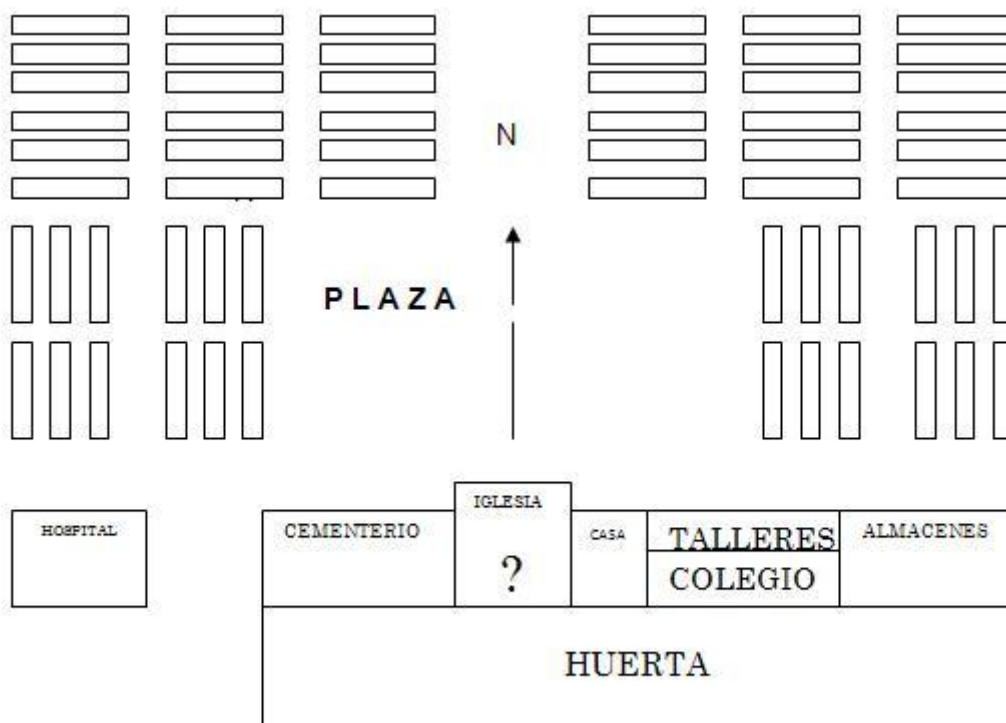 N
PLAZA
HOSPITAL
CEMENTERIO
IGLESIA
?
CASA
TALLERES
COLEGIO
ALMACENES
HUERTA